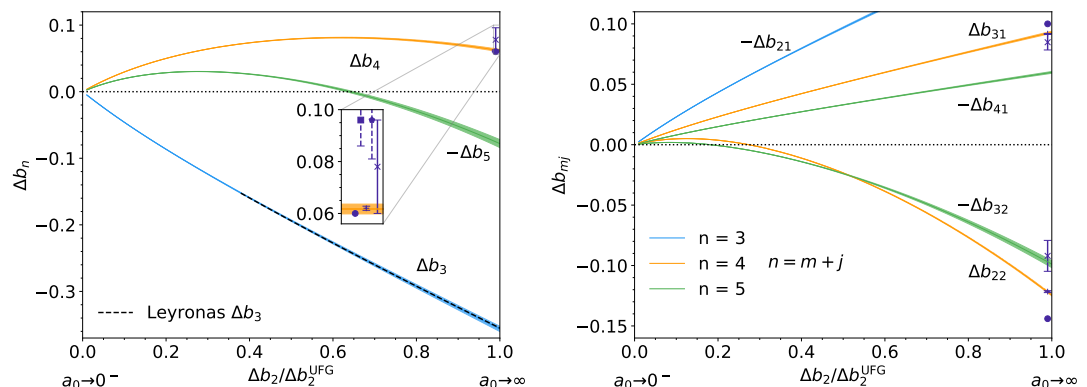 0.1
0.0
−0.1
−0.2
−0.3
Δb_n
Δb_4
−Δb_5
Δb_3
0.10
0.08
0.06
Leyronas Δb_3
0.0 0.2 0.4 0.6 0.8 1.0
Δb_2/Δb_2^UFG
a_0→0^− a_0→∞
0.10
0.05
0.00
−0.05
−0.10
−0.15
Δb_mj
−Δb_21
Δb_31
−Δb_41
−Δb_32
Δb_22
n = 3
n = 4 n = m + j
n = 5
0.0 0.2 0.4 0.6 0.8 1.0
Δb_2/Δb_2^UFG
a_0→0^− a_0→∞